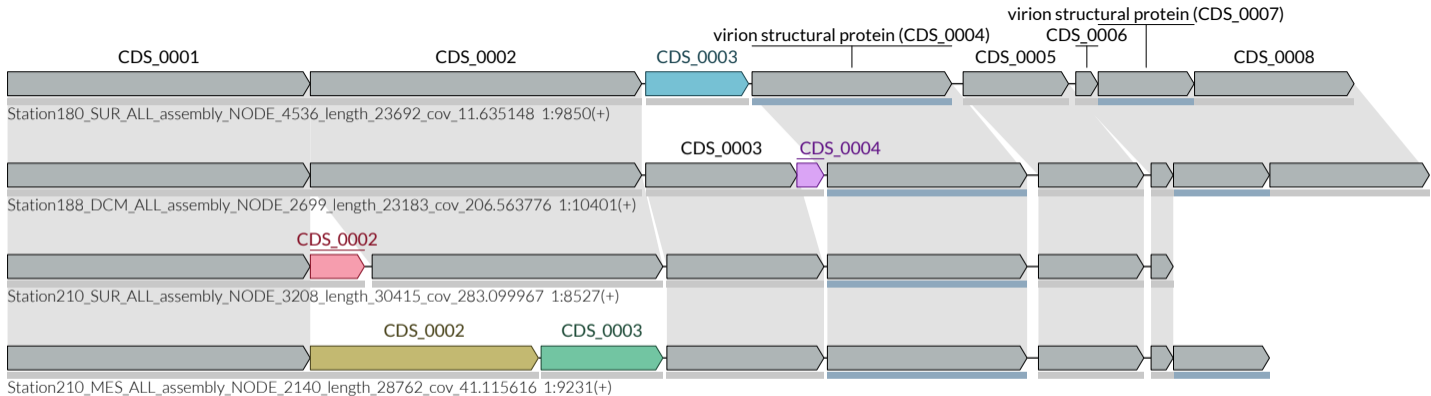 virion structural protein (CDS_0007)
virion structural protein (CDS_0004) CDS_0006
CDS_0001 CDS_0002 CDS_0003 CDS_0005 CDS_0008
Station180_SUR_ALL_assembly_NODE_4536_length_23692_cov_11.635148 1:9850(+)
CDS_0003 CDS_0004
Station188_DCM_ALL_assembly_NODE_2699_length_23183_cov_206.563776 1:10401(+)
CDS_0002
Station210_SUR_ALL_assembly_NODE_3208_length_30415_cov_283.099967 1:8527(+)
CDS_0002 CDS_0003
Station210_MES_ALL_assembly_NODE_2140_length_28762_cov_41.115616 1:9231(+)